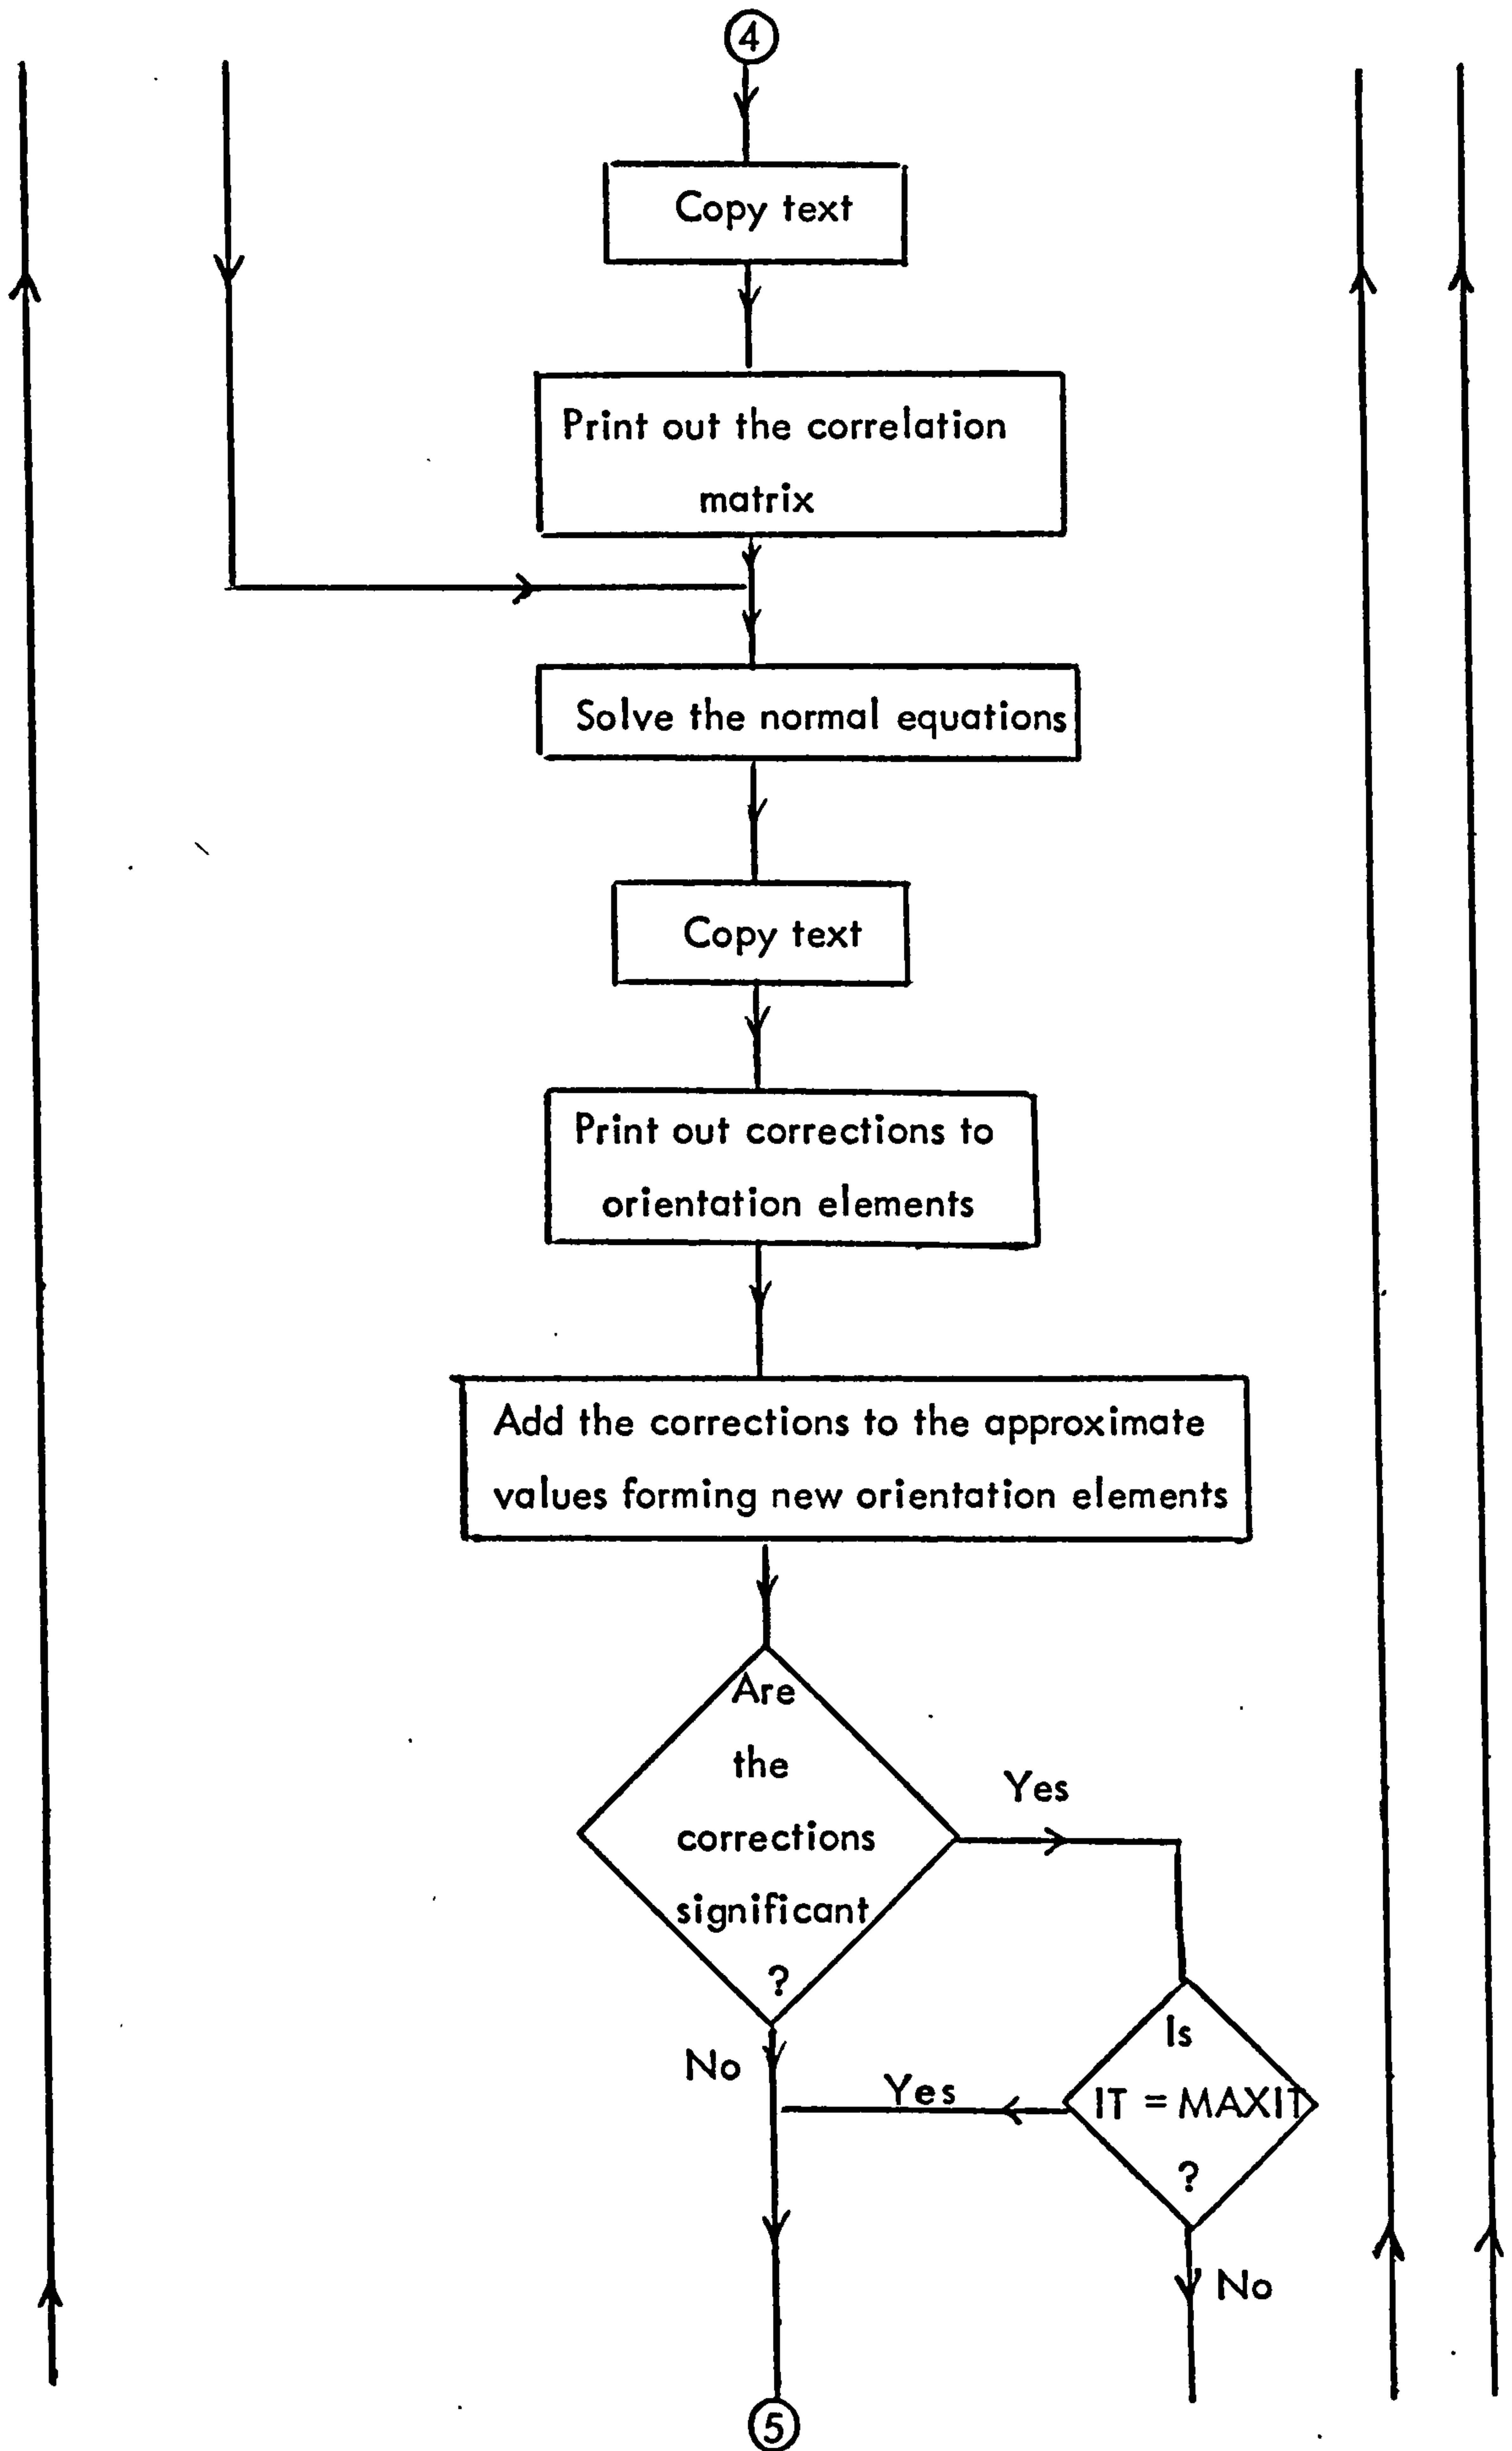 4
Copy text
Print out the correlation
matrix
Solve the normal equations
Copy text
Print out corrections to
orientation elements
Add the corrections to the approximate
values forming new orientation elements
Are
the
corrections
significant
?
Yes
Is
IT = MAXIT
?
No
Yes
No
5